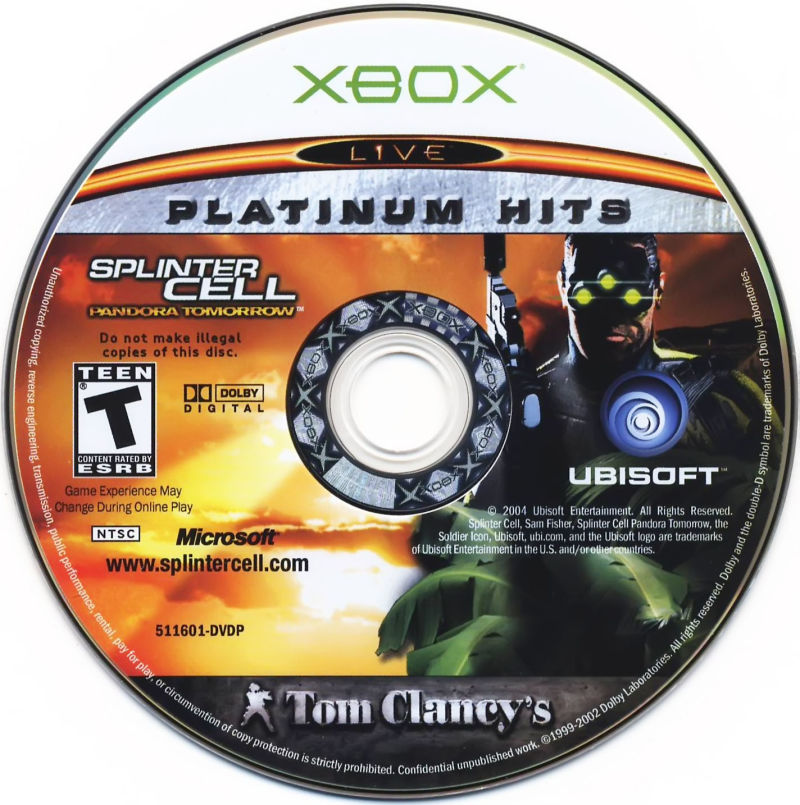 XBOX
LIVE
PLATINUM HITS
SPLINTER
CELL
PANDORA TOMORROW™
Do not make illegal
copies of this disc.
TEEN
T
®
CONTENT RATED BY
ESRB
DOLBY
DIGITAL
Game Experience May
Change During Online Play
NTSC
Microsoft®
www.splintercell.com
511601-DVDP
XBOX
UBISOFT™
© 2004 Ubisoft Entertainment. All Rights Reserved.
Splinter Cell, Sam Fisher, Splinter Cell Pandora Tomorrow, the
Soldier Icon, Ubisoft, ubi.com, and the Ubisoft logo are trademarks
of Ubisoft Entertainment in the U.S. and/or other countries.
Tom Clancy's
Unauthorized copying, reverse engineering, transmission, public performance, rental, pay for play, or circumvention of copy protection is strictly prohibited. Confidential unpublished work. ©1999-2002 Dolby Laboratories. All rights reserved. Dolby and the double-D symbol are trademarks of Dolby Laboratories.